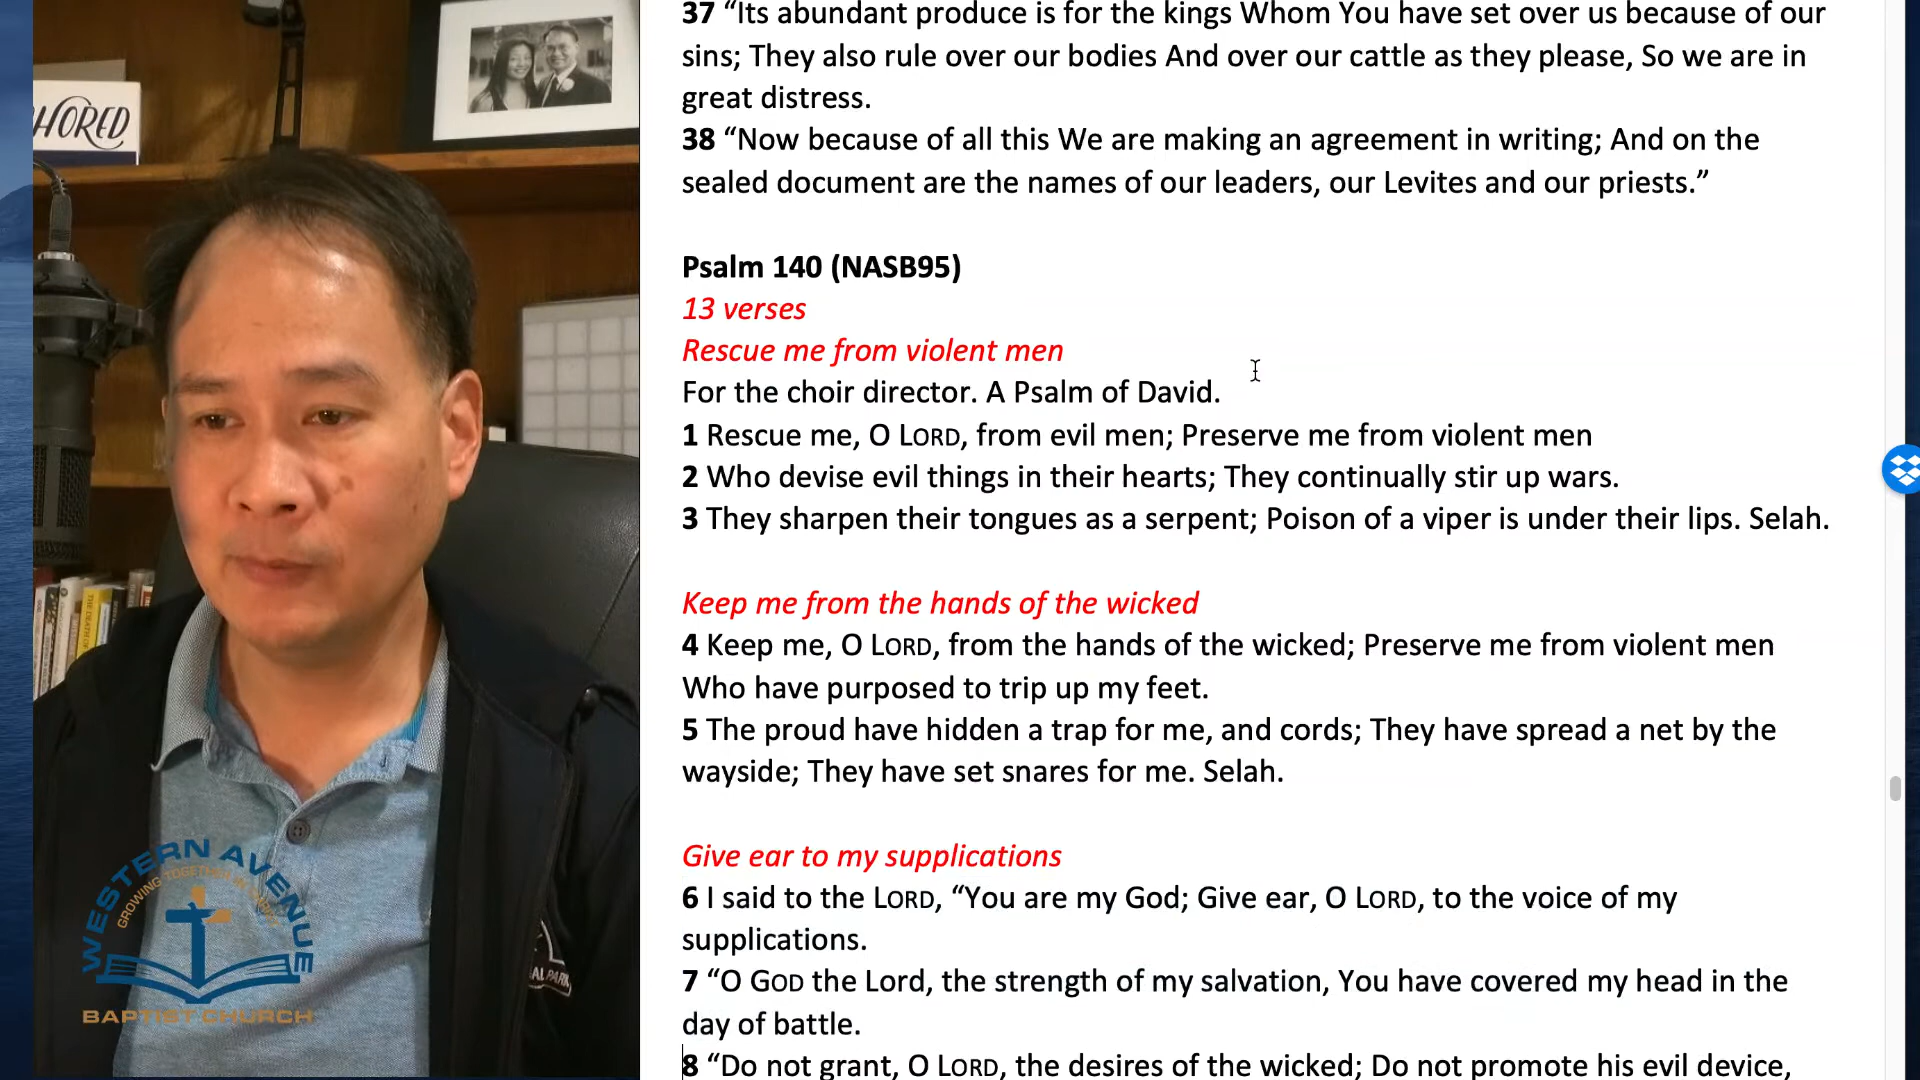 HORED
37 “Its abundant produce is for the kings Whom You have set over us because of our
sins; They also rule over our bodies And over our cattle as they please, So we are in
great distress.
38 “Now because of all this We are making an agreement in writing; And on the
sealed document are the names of our leaders, our Levites and our priests.”
Psalm 140 (NASB95)
13 verses
Rescue me from violent men
For the choir director. A Psalm of David.
1 Rescue me, O LORD, from evil men; Preserve me from violent men
2 Who devise evil things in their hearts; They continually stir up wars.
3 They sharpen their tongues as a serpent; Poison of a viper is under their lips. Selah.
Keep me from the hands of the wicked
4 Keep me, O LORD, from the hands of the wicked; Preserve me from violent men
Who have purposed to trip up my feet.
5 The proud have hidden a trap for me, and cords; They have spread a net by the
wayside; They have set snares for me. Selah.
Give ear to my supplications
6 I said to the LORD, “You are my God; Give ear, O LORD, to the voice of my
supplications.
7 “O GOD the Lord, the strength of my salvation, You have covered my head in the
day of battle.
8 “Do not grant, O LORD, the desires of the wicked; Do not promote his evil device,
WESTERN AVENUE
GROWING TOGETHER IN
BAPTIST CHURCH
AL PARK